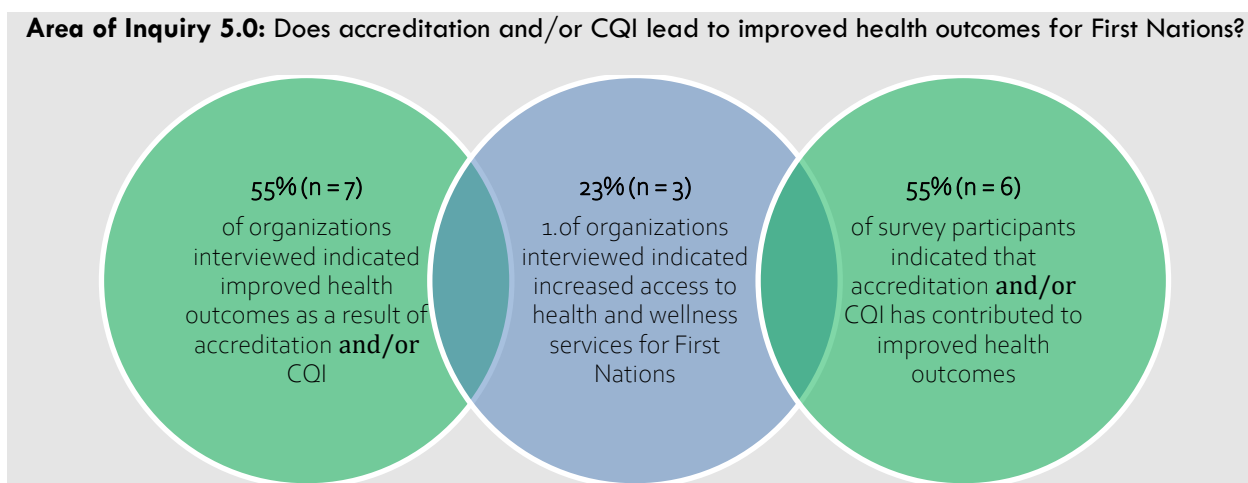 Area of Inquiry 5.0: Does accreditation and/or CQI lead to improved health outcomes for First Nations?
55% (n = 7)
of organizations
interviewed indicated
improved health
outcomes as a result of
accreditation and/or
CQI
23% (n = 3)
1.of organizations
interviewed indicated
increased access to
health and wellness
services for First
Nations
55% (n = 6)
of survey participants
indicated that
accreditation and/or
CQI has contributed to
improved health
outcomes